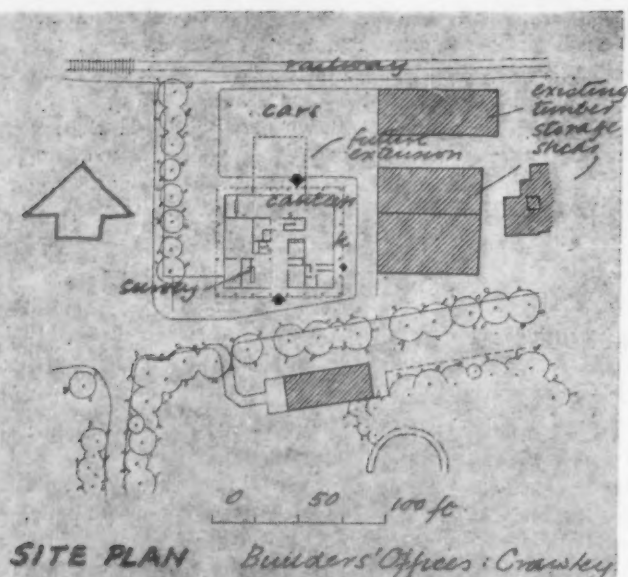 railway
existing
timber
storage
sheds
cars
future
extension
canteen
k
survey
0 50 100 ft
SITE PLAN Builders' Offices : Crawley